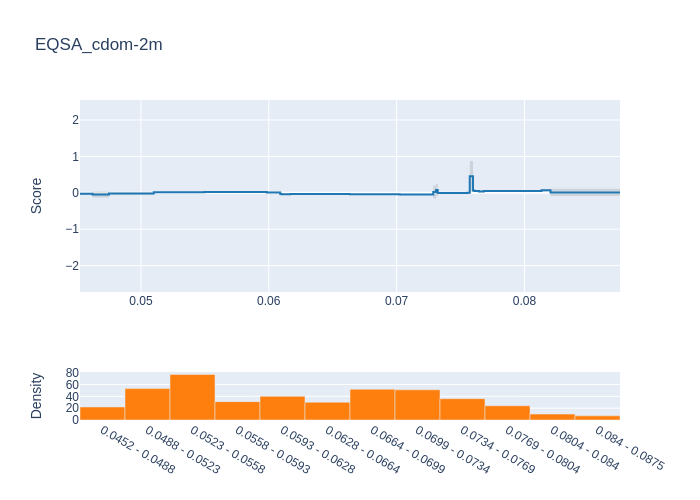 EQSA_cdom-2m
Score
2
1
0
−1
−2
0.05
0.06
0.07
0.08
Density
80
60
40
20
0
0.0452 - 0.0488
0.0488 - 0.0523
0.0523 - 0.0558
0.0558 - 0.0593
0.0593 - 0.0628
0.0628 - 0.0664
0.0664 - 0.0699
0.0699 - 0.0734
0.0734 - 0.0769
0.0769 - 0.0804
0.0804 - 0.084
0.084 - 0.0875